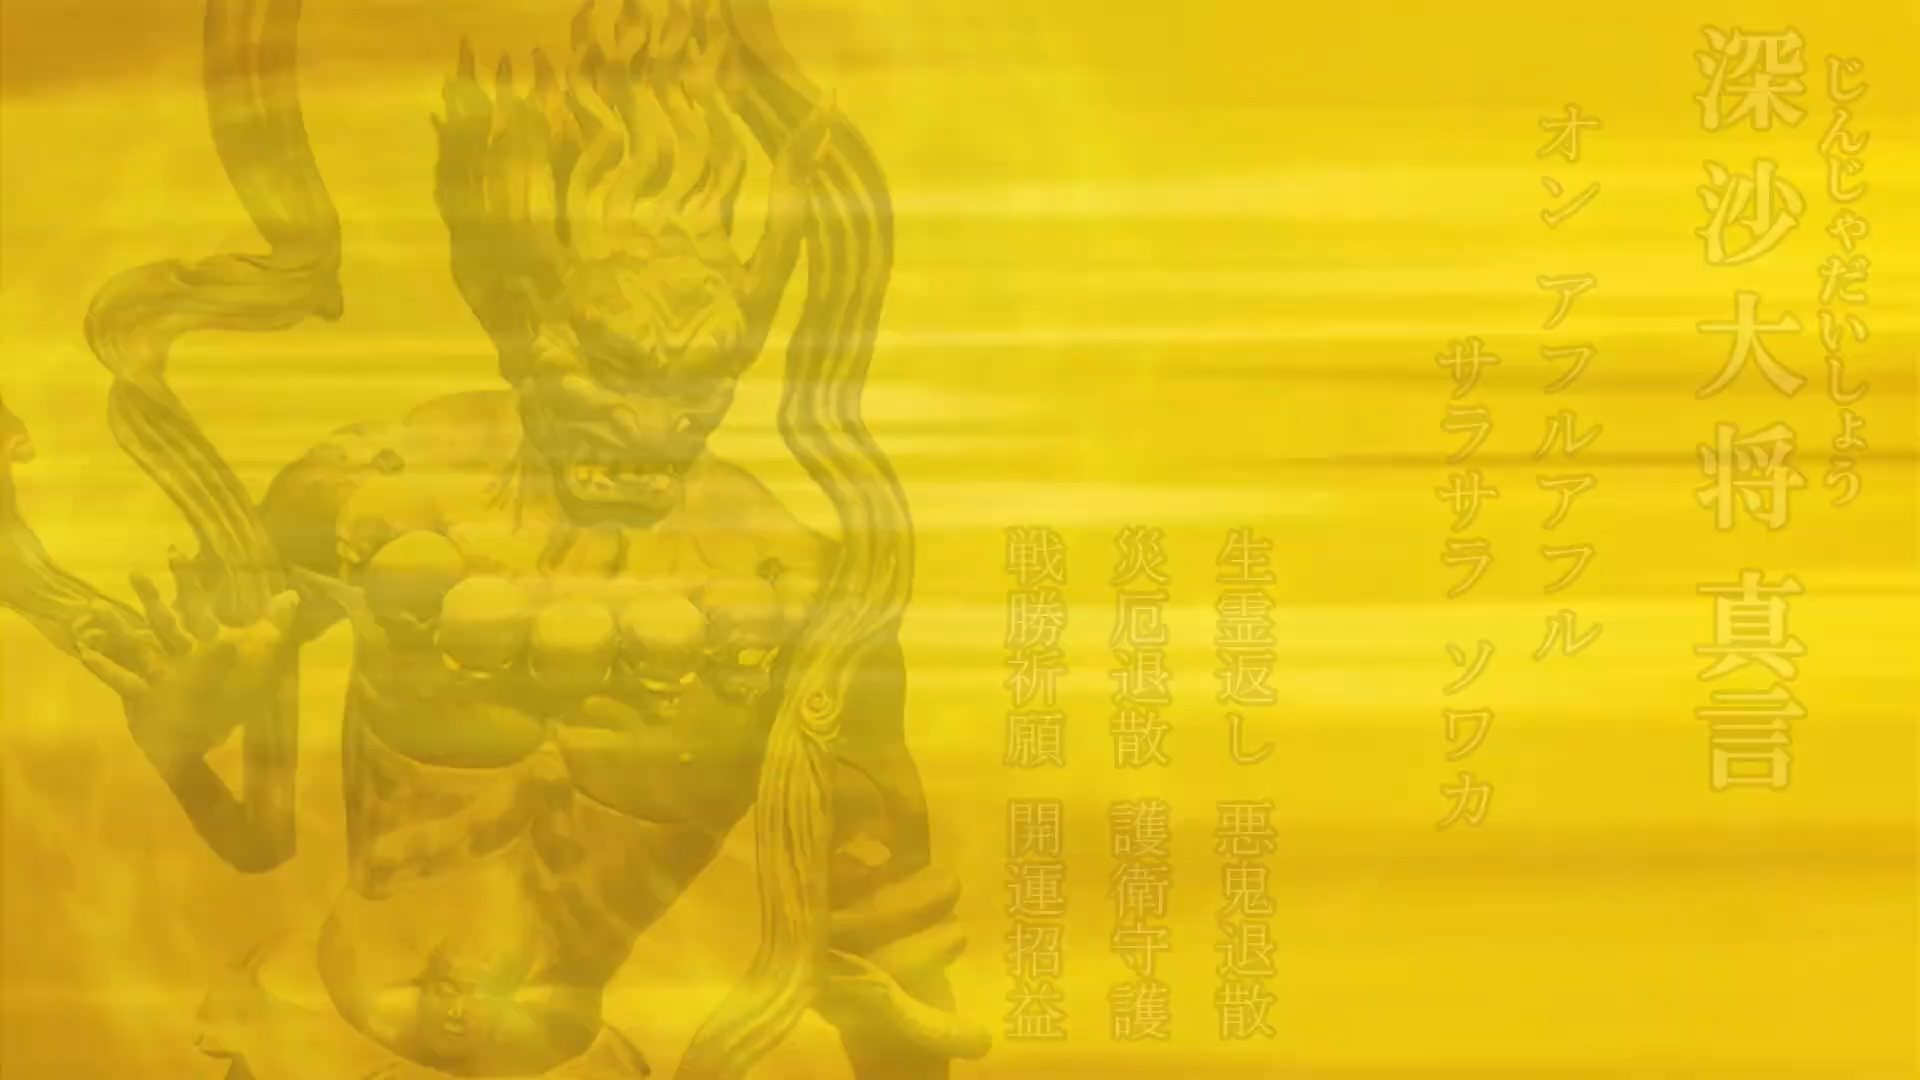 深沙大将 真言
じんじゃだいしょう
オン アフルアフル
サラサラ ソワカ
生霊返し 悪鬼退散
災厄退散 護衛守護
戦勝祈願 開運招益